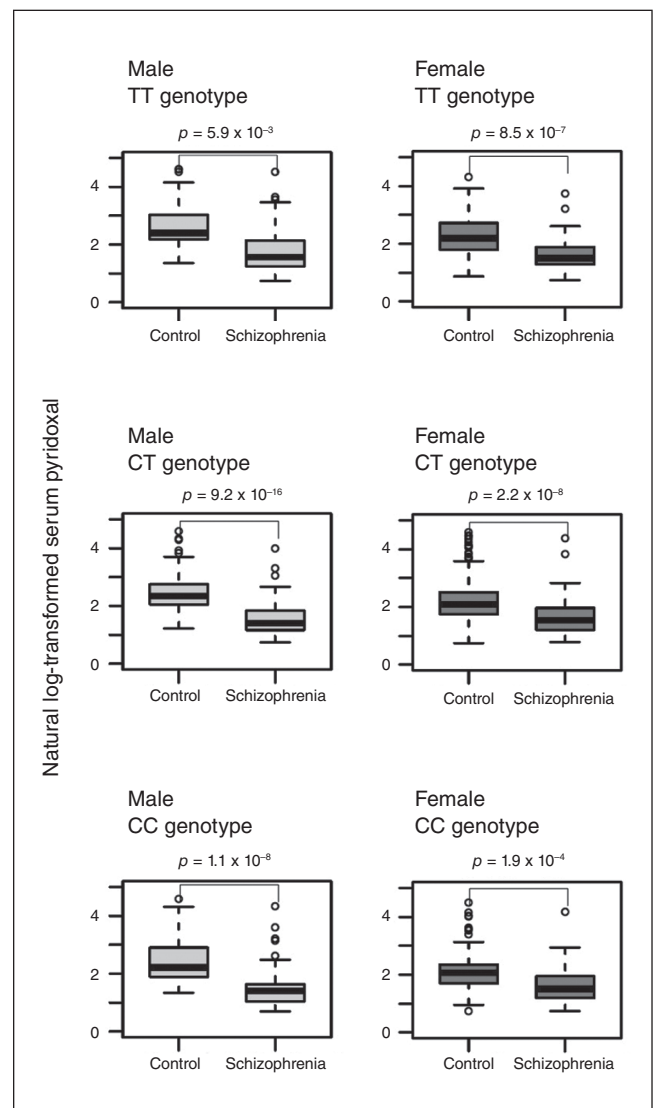 Natural log-transformed serum pyridoxal
Male
TT genotype
p = 5.9 x 10⁻³
4
2
0
Control Schizophrenia
Female
TT genotype
p = 8.5 x 10⁻⁷
4
2
0
Control Schizophrenia
Male
CT genotype
p = 9.2 x 10⁻¹⁶
4
2
0
Control Schizophrenia
Female
CT genotype
p = 2.2 x 10⁻⁸
4
2
0
Control Schizophrenia
Male
CC genotype
p = 1.1 x 10⁻⁸
4
2
0
Control Schizophrenia
Female
CC genotype
p = 1.9 x 10⁻⁴
4
2
0
Control Schizophrenia